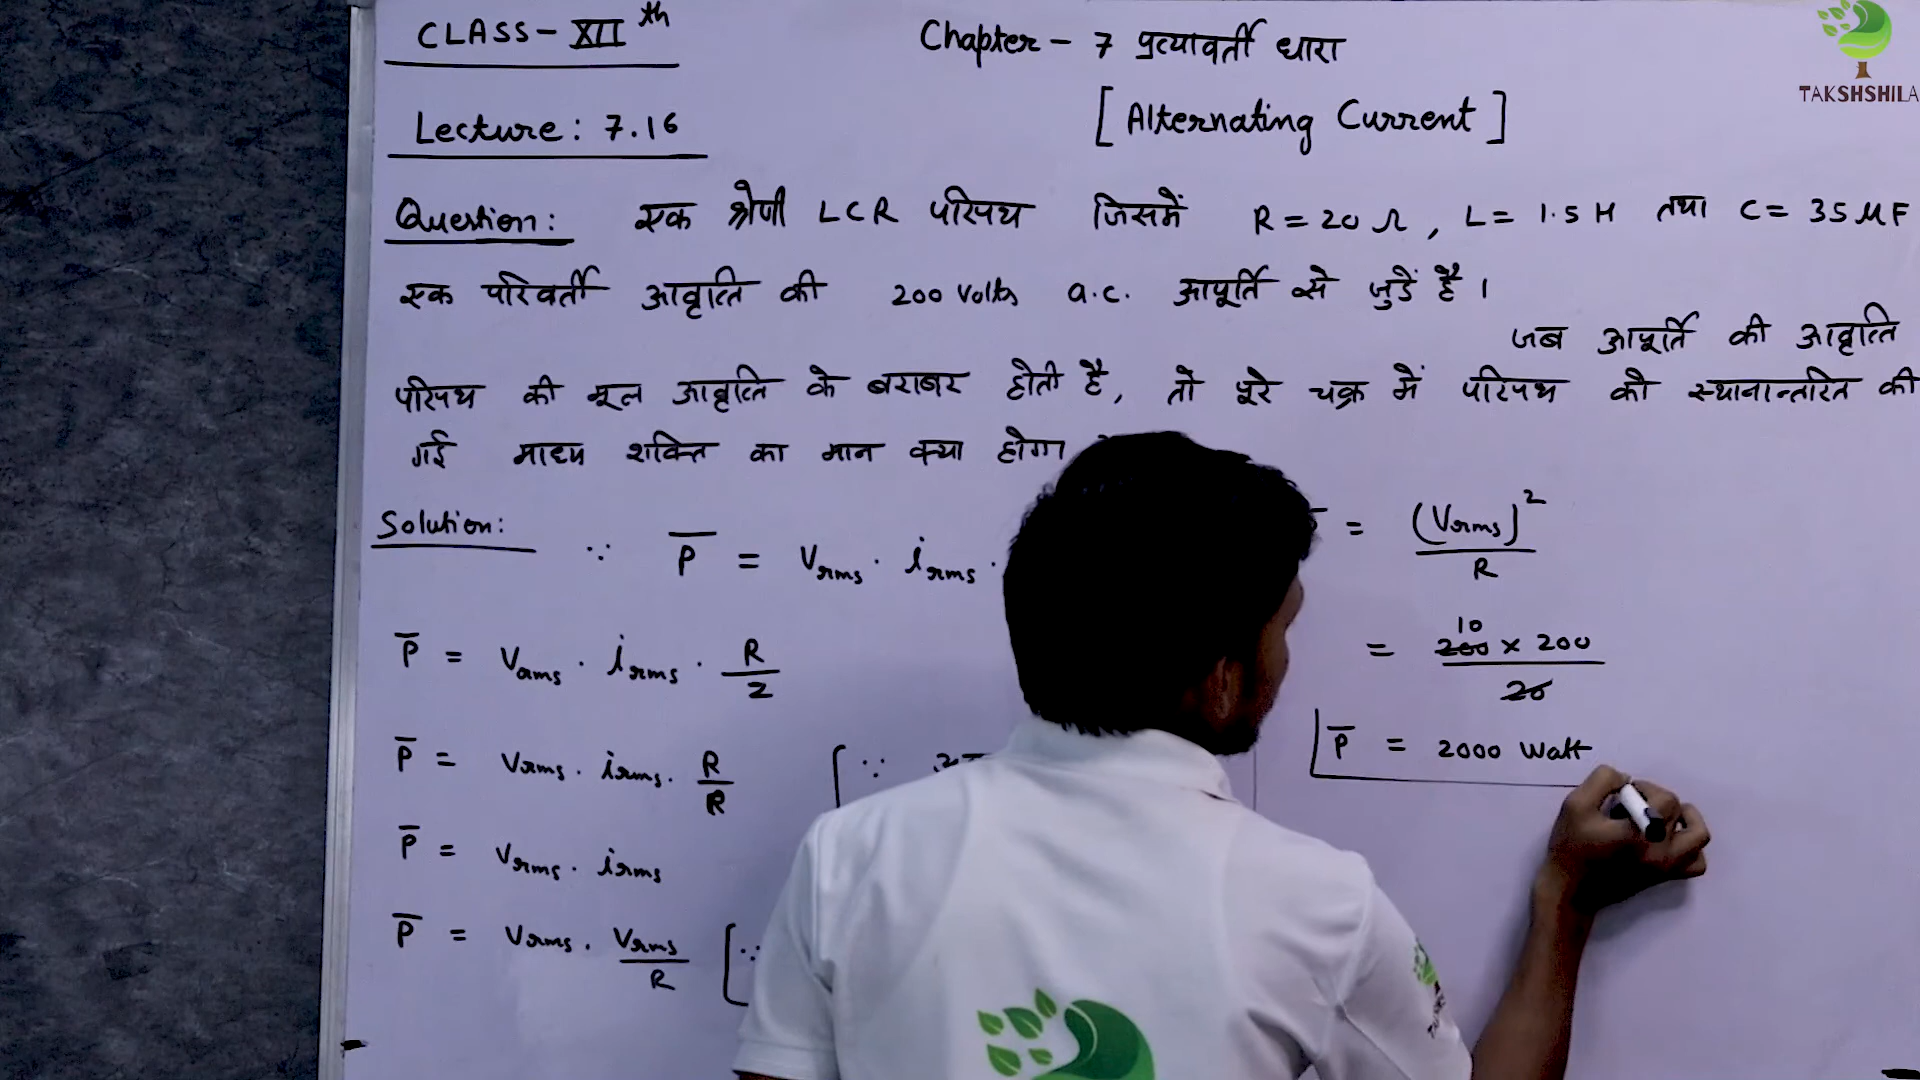 CLASS - XII th
Chapter - 7 प्रत्यावर्ती धारा
TAKSHSHILA
Lecture: 7.16
[ Alternating Current ]
Question: एक श्रेणी LCR परिपथ जिसमें R = 20 Ω, L = 1.5 H तथा C = 35 μF
एक परिवर्ती आवृत्ति की 200 Volts a.c. आपूर्ति से जुड़े है।
जब आपूर्ति की आवृत्ति
परिपथ की मूल आवृत्ति के बराबर होती है, तो पूरे चक्र में परिपथ को स्थानान्तरित की
गई माध्य शक्ति का मान क्या होगा
Solution: ∵ P̅ = Vrms · irms ·
P̅ = Vrms · irms · R/Z
P̅ = Vrms · irms · R/R [∵
P̅ = Vrms · irms
P̅ = Vrms · Vrms/R [∵
= (Vrms)²/R
= 10 200 × 200 / 20
P̅ = 2000 Watt